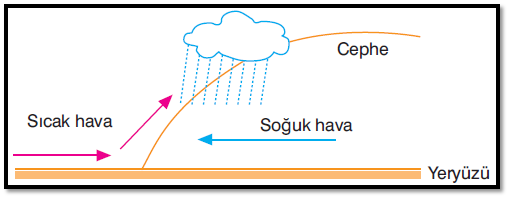 Cephe
Sıcak hava
Soğuk hava
Yeryüzü